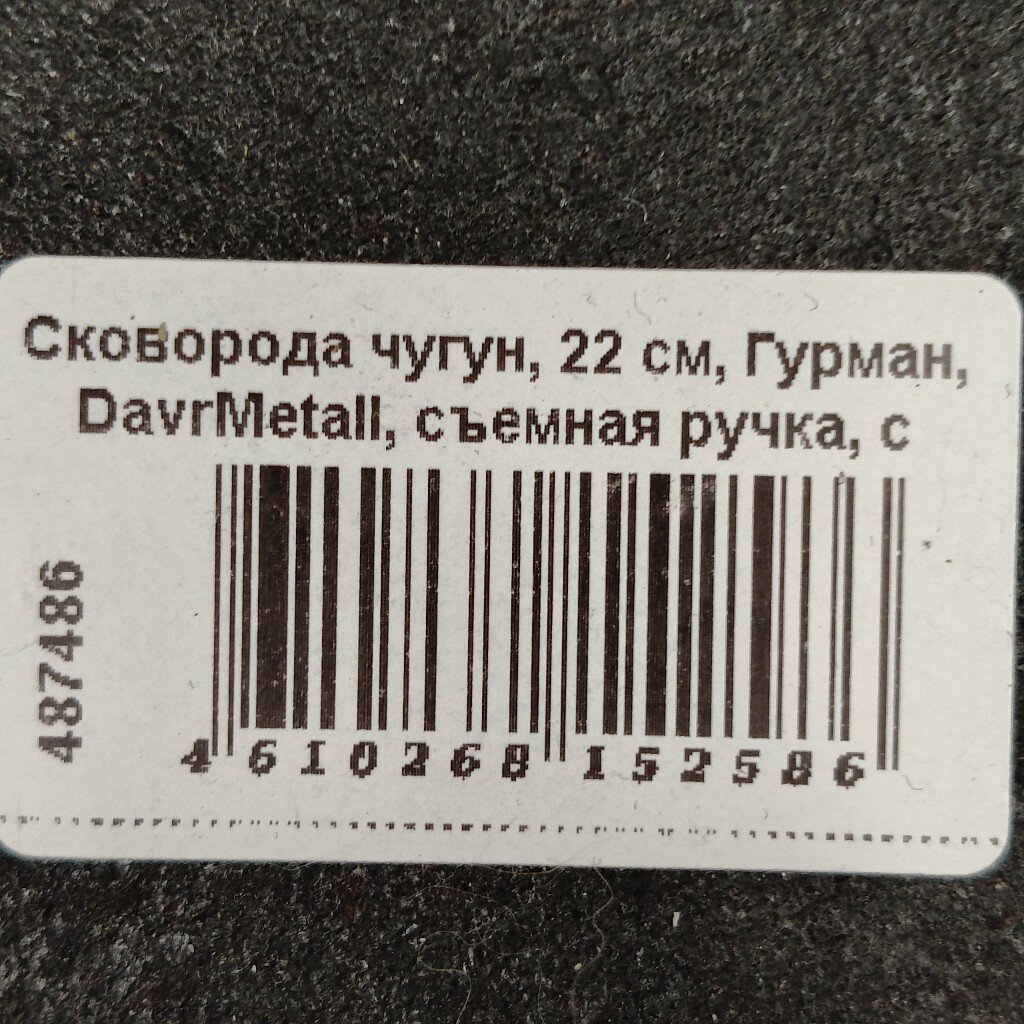 Сковорода чугун, 22 см, Гурман,
DavrMetall, съемная ручка, с
487486
4 610268 152586